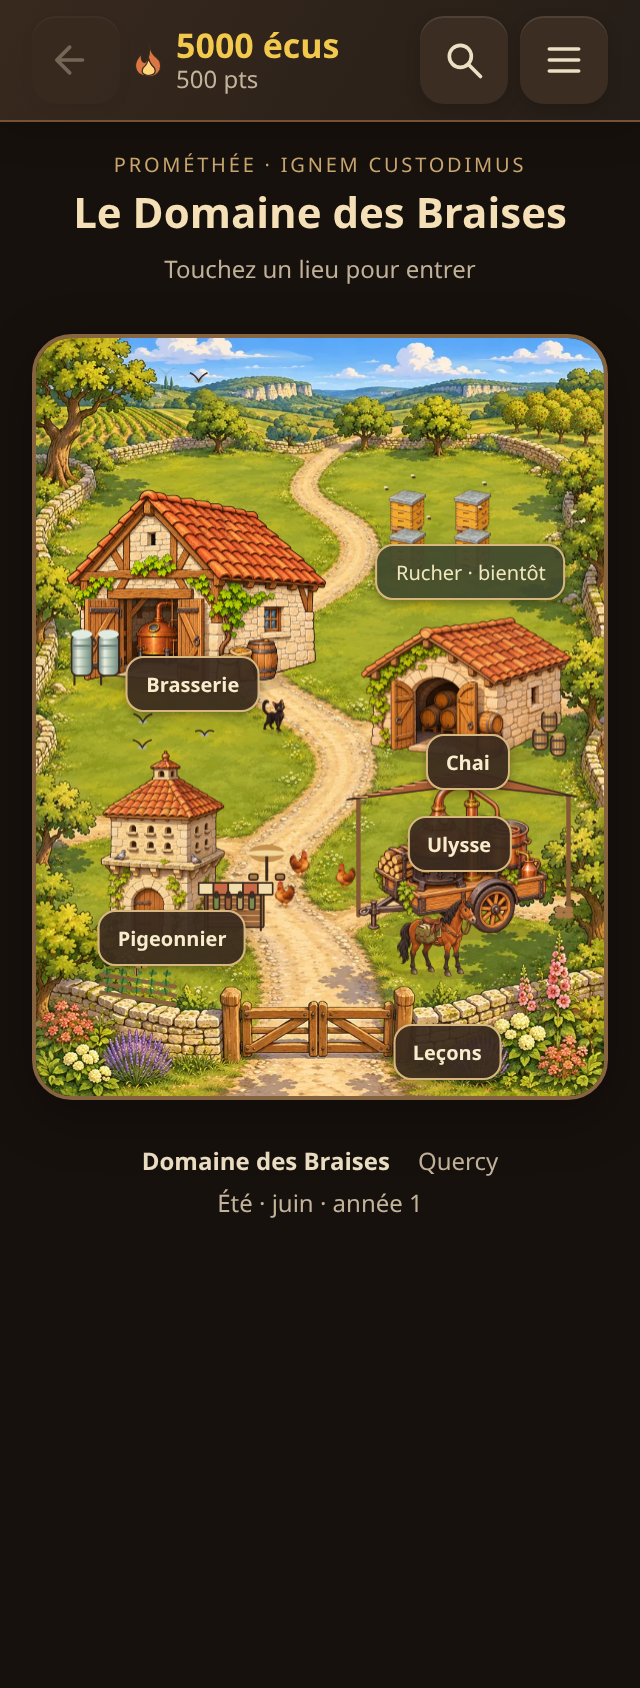 5000 écus
500 pts
PROMÉTHÉE · IGNEM CUSTODIMUS
Le Domaine des Braises
Touchez un lieu pour entrer
Rucher · bientôt
Brasserie
Chai
Ulysse
Pigeonnier
Leçons
Domaine des Braises Quercy
Été · juin · année 1